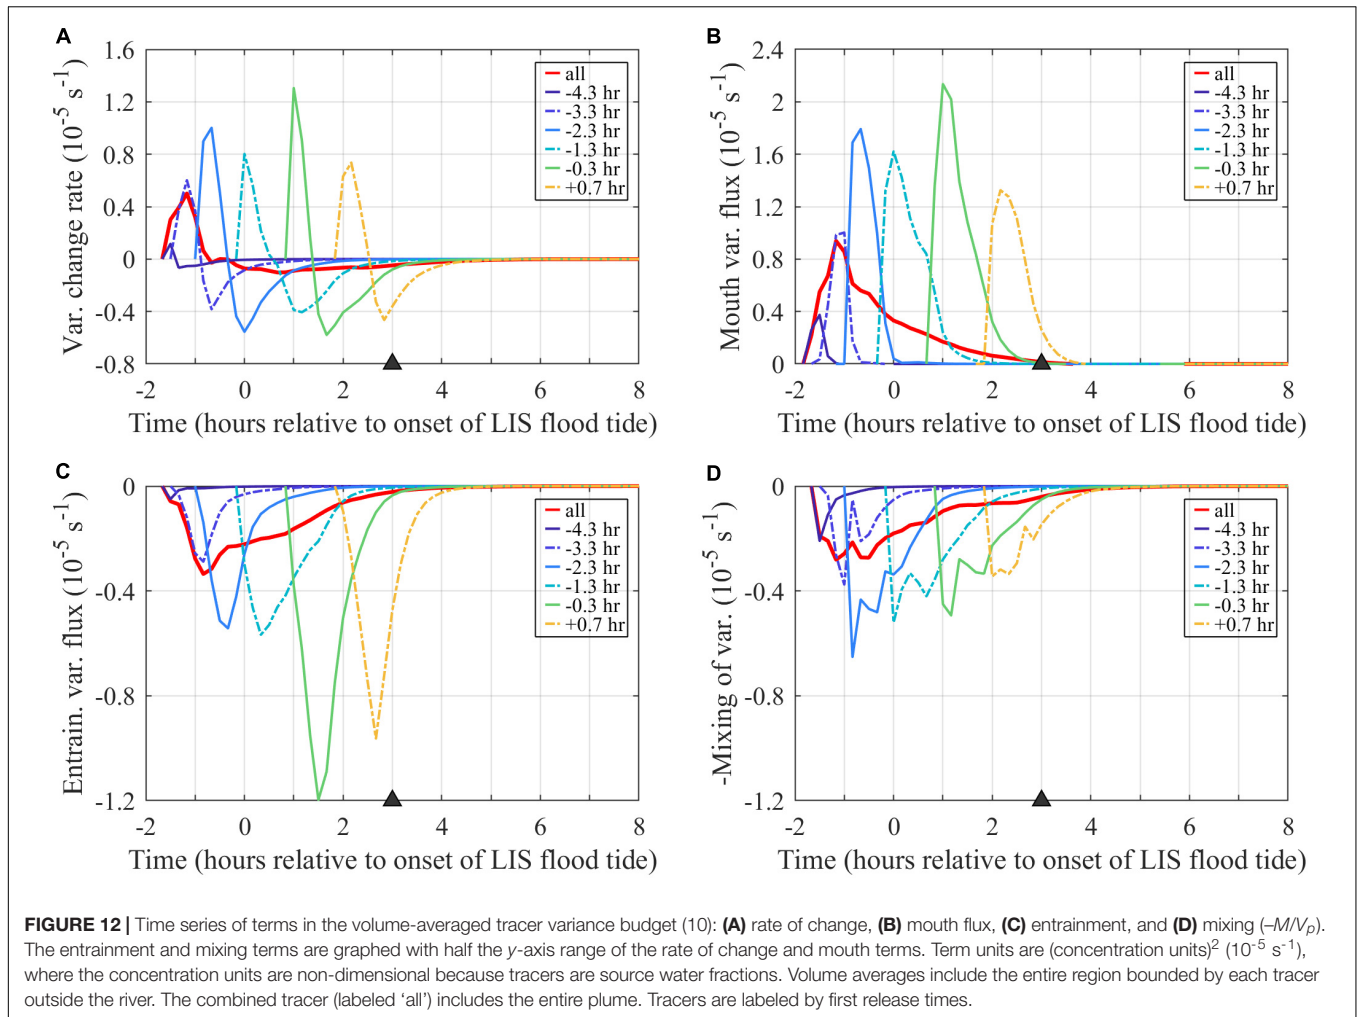 A
Var. change rate (10-5 s-1)
1.6
1.2
0.8
0.4
0
-0.4
-0.8
-2
0
2
4
6
8
Time (hours relative to onset of LIS flood tide)
all
-4.3 hr
-3.3 hr
-2.3 hr
-1.3 hr
-0.3 hr
+0.7 hr
B
Mouth var. flux (10-5 s-1)
2.4
2
1.6
1.2
0.8
0.4
0
-2
0
2
4
6
8
Time (hours relative to onset of LIS flood tide)
all
-4.3 hr
-3.3 hr
-2.3 hr
-1.3 hr
-0.3 hr
+0.7 hr
C
Entrain. var. flux (10-5 s-1)
0
-0.4
-0.8
-1.2
-2
0
2
4
6
8
Time (hours relative to onset of LIS flood tide)
all
-4.3 hr
-3.3 hr
-2.3 hr
-1.3 hr
-0.3 hr
+0.7 hr
D
-Mixing of var. (10-5 s-1)
0
-0.4
-0.8
-1.2
-2
0
2
4
6
8
Time (hours relative to onset of LIS flood tide)
all
-4.3 hr
-3.3 hr
-2.3 hr
-1.3 hr
-0.3 hr
+0.7 hr
FIGURE 12 | Time series of terms in the volume-averaged tracer variance budget (10): (A) rate of change, (B) mouth flux, (C) entrainment, and (D) mixing (–M/Vp).
The entrainment and mixing terms are graphed with half the y-axis range of the rate of change and mouth terms. Term units are (concentration units)2 (10-5 s-1),
where the concentration units are non-dimensional because tracers are source water fractions. Volume averages include the entire region bounded by each tracer
outside the river. The combined tracer (labeled ‘all’) includes the entire plume. Tracers are labeled by first release times.